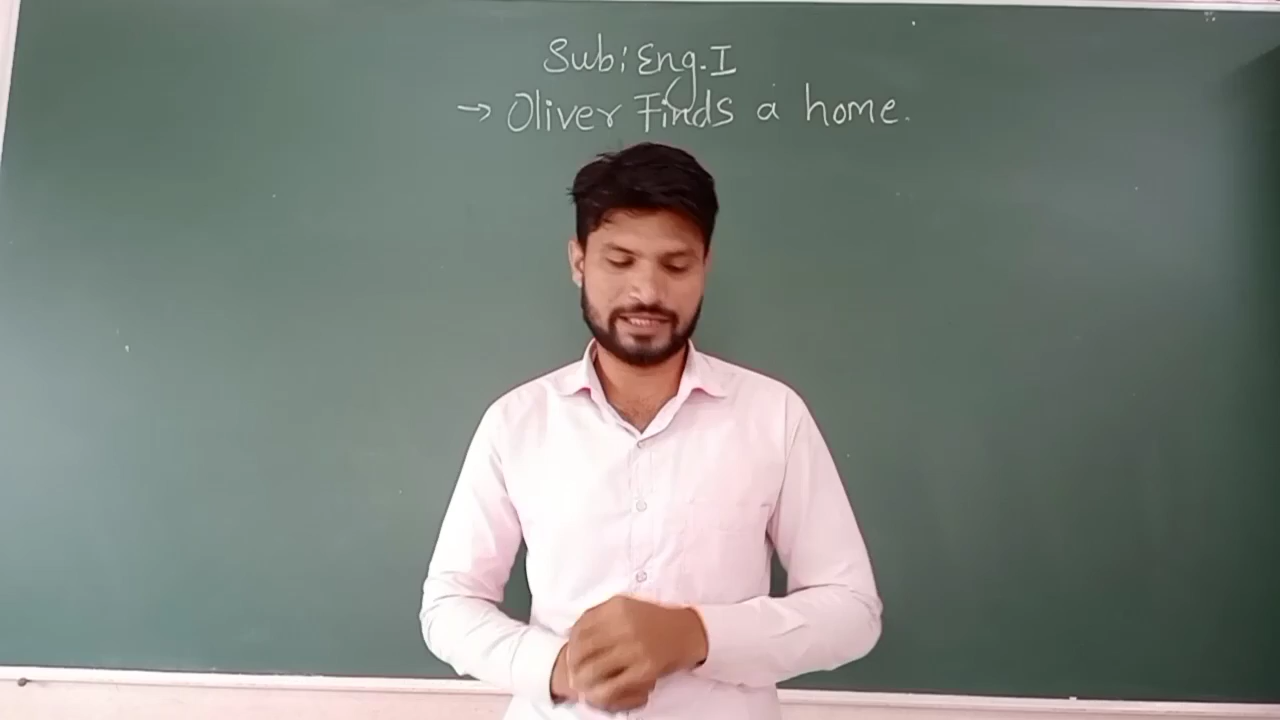 Sub: Eng. I
→ Oliver Finds a home.